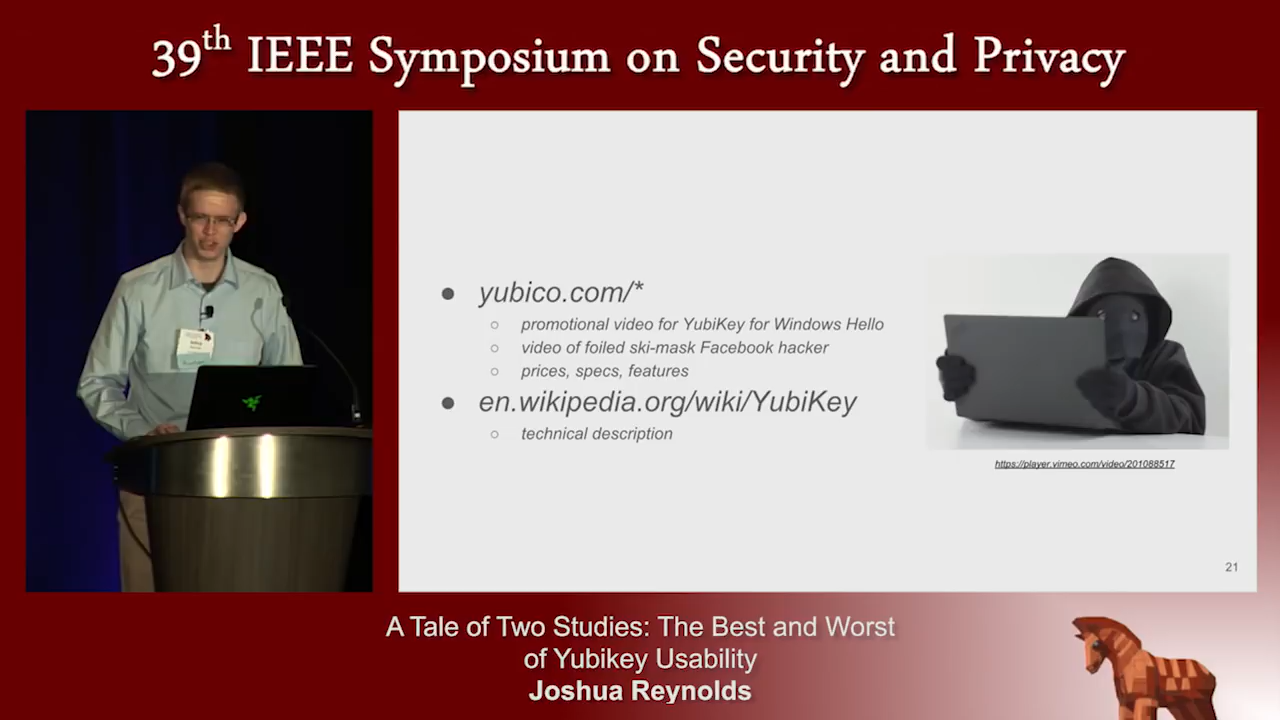 39th IEEE Symposium on Security and Privacy
● yubico.com/*
○ promotional video for YubiKey for Windows Hello
○ video of foiled ski-mask Facebook hacker
○ prices, specs, features
● en.wikipedia.org/wiki/YubiKey
○ technical description
https://player.vimeo.com/video/201088517
21
A Tale of Two Studies: The Best and Worst
of Yubikey Usability
Joshua Reynolds